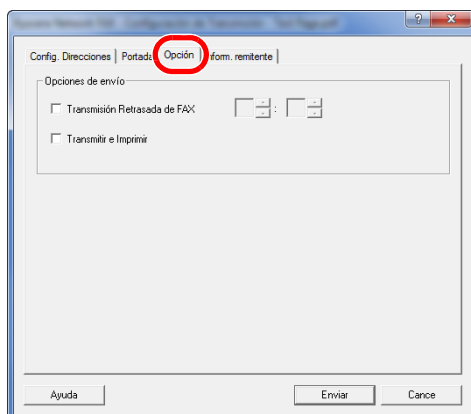 Config. Direcciones Portada Opción Inform. remitente
Opciones de envío
Transmisión Retrasada de FAX :
Transmitir e Imprimir
Ayuda Enviar Cance